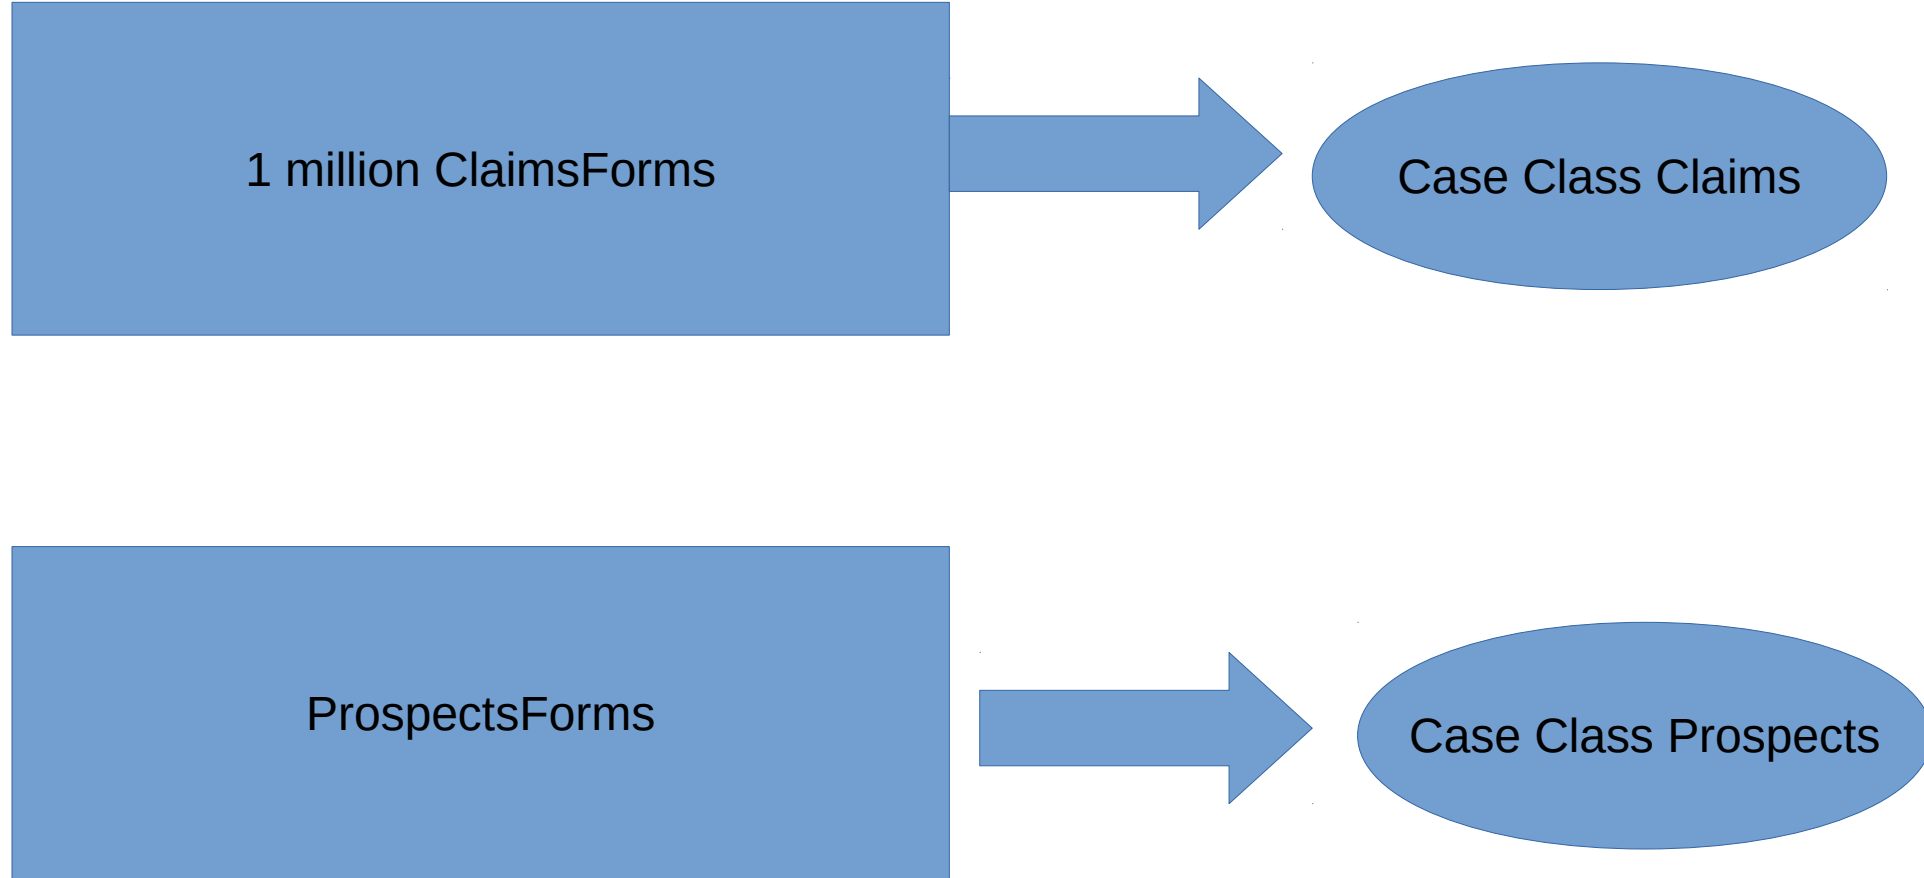 1 million ClaimsForms
Case Class Claims
ProspectsForms
Case Class Prospects